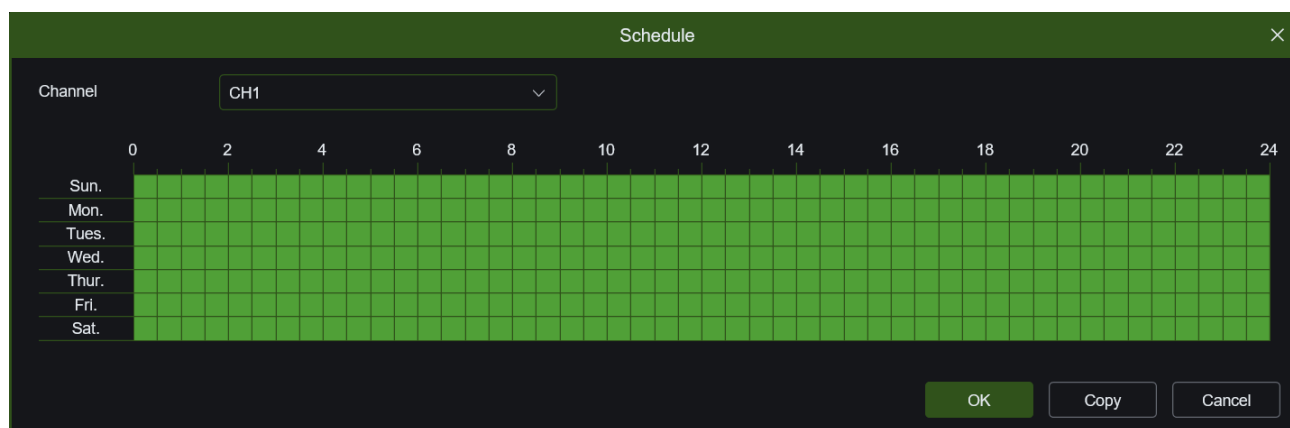 Schedule
Channel CH1
0 2 4 6 8 10 12 14 16 18 20 22 24
Sun.
Mon.
Tues.
Wed.
Thur.
Fri.
Sat.
OK Copy Cancel